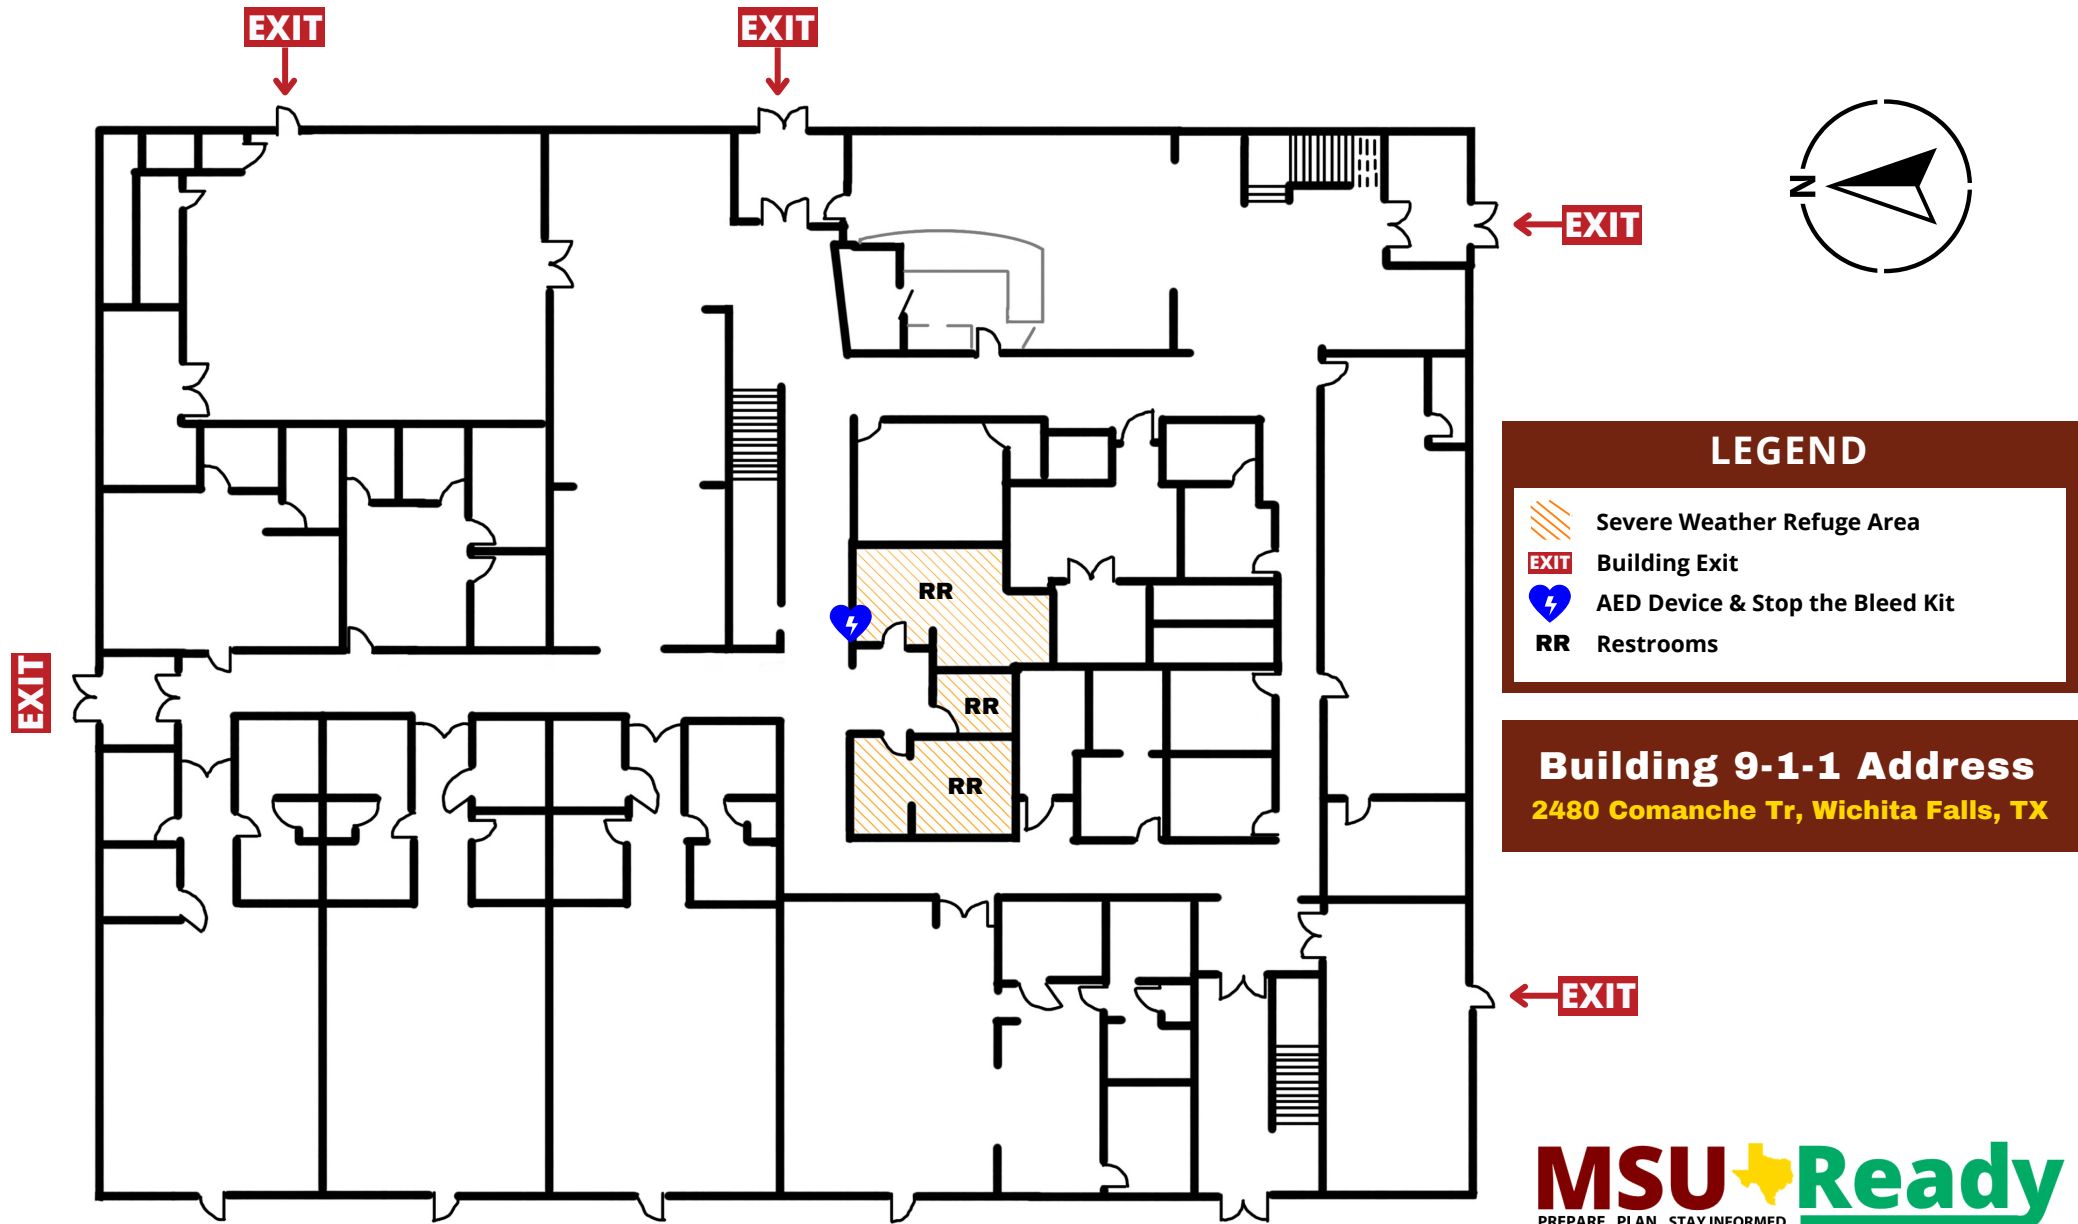 EXIT
EXIT
EXIT
N
LEGEND
Severe Weather Refuge Area
EXIT Building Exit
AED Device & Stop the Bleed Kit
RR Restrooms
RR
RR
RR
EXIT
Building 9-1-1 Address
2480 Comanche Tr, Wichita Falls, TX
EXIT
MSU Ready
PREPARE PLAN STAY INFORMED